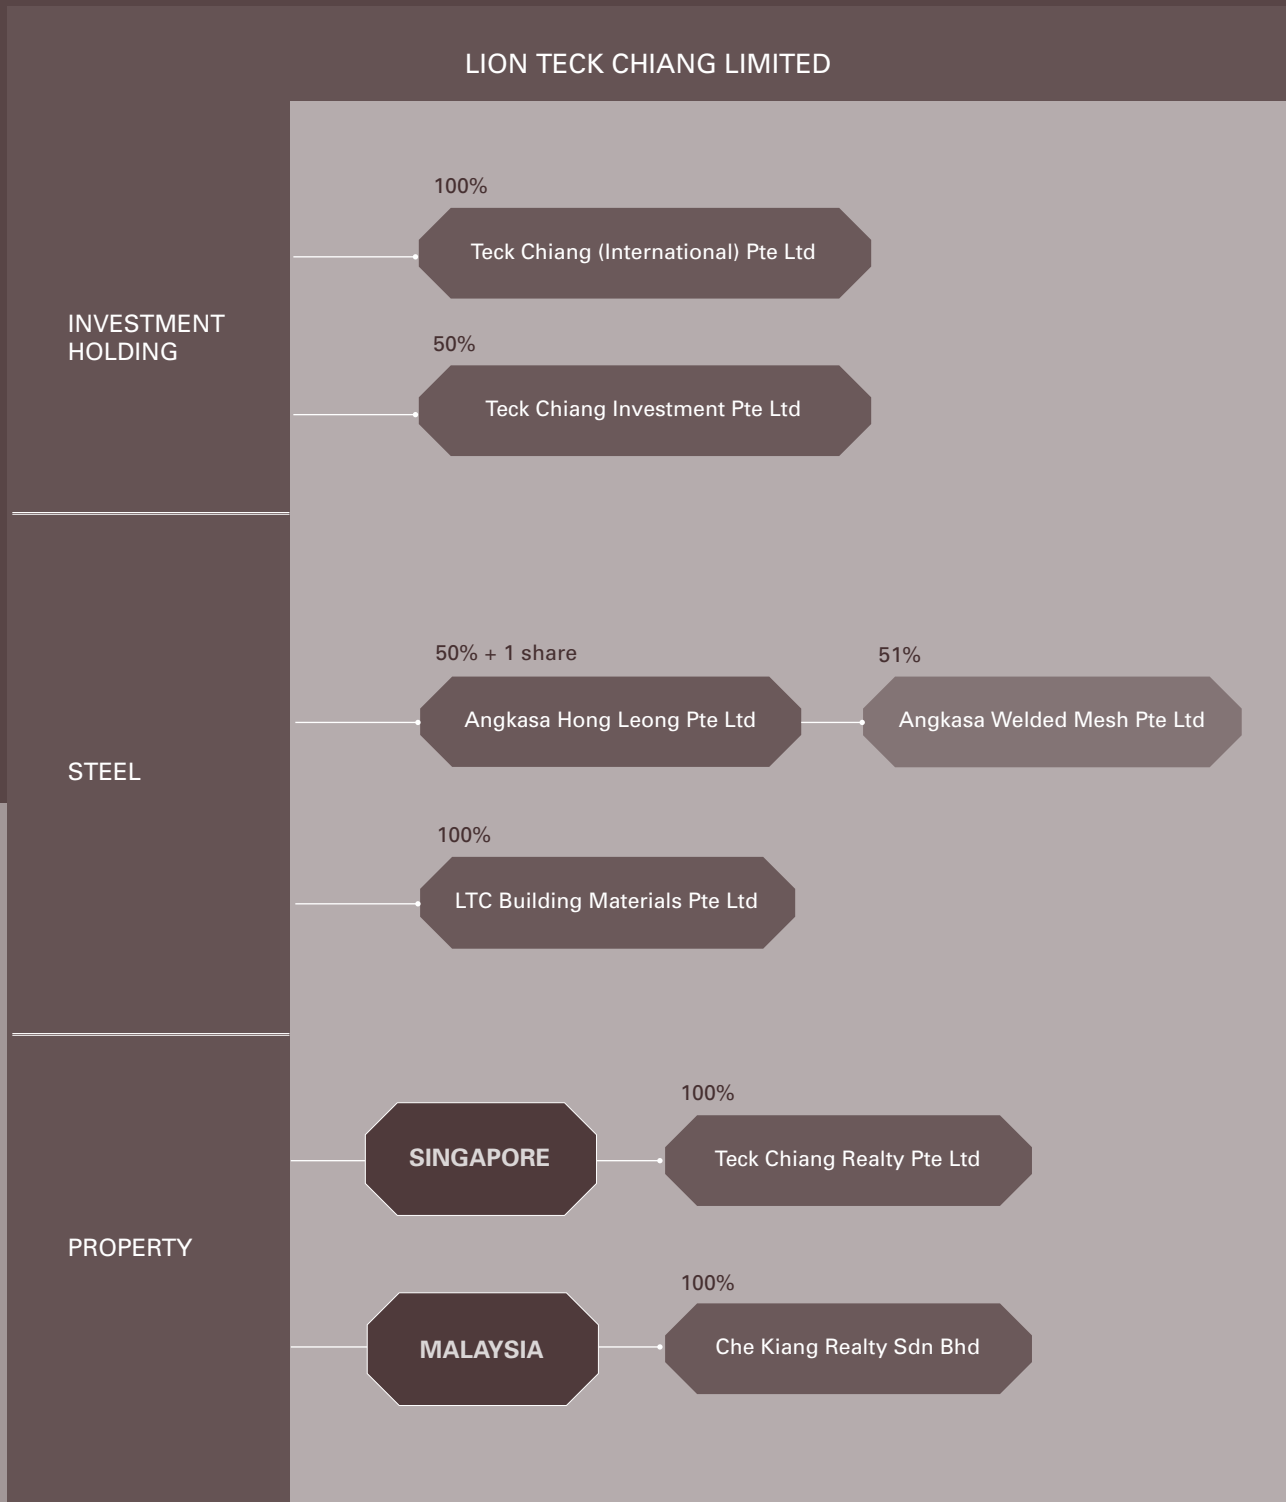 LION TECK CHIANG LIMITED
INVESTMENT
HOLDING
100%
Teck Chiang (International) Pte Ltd
50%
Teck Chiang Investment Pte Ltd
STEEL
50% + 1 share
Angkasa Hong Leong Pte Ltd
51%
Angkasa Welded Mesh Pte Ltd
100%
LTC Building Materials Pte Ltd
PROPERTY
SINGAPORE
100%
Teck Chiang Realty Pte Ltd
MALAYSIA
100%
Che Kiang Realty Sdn Bhd